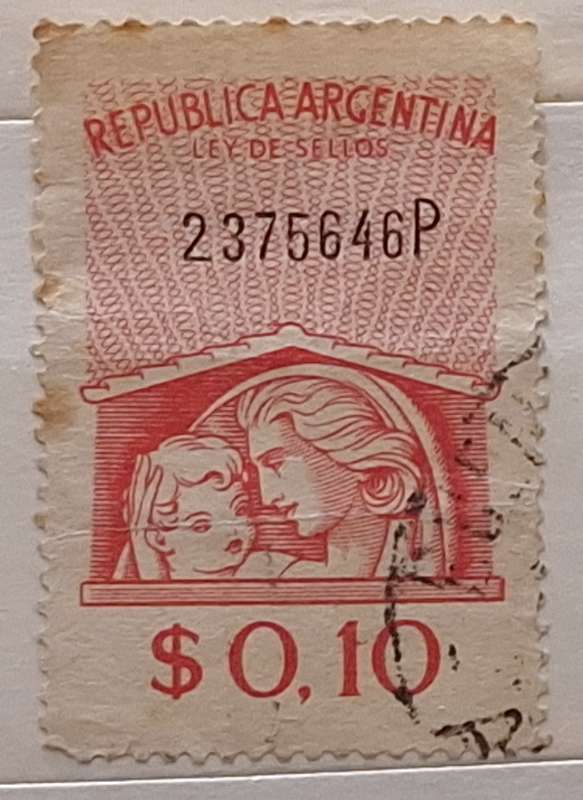 REPUBLICA ARGENTINA
LEY DE SELLOS
2375646P
$ 0,10